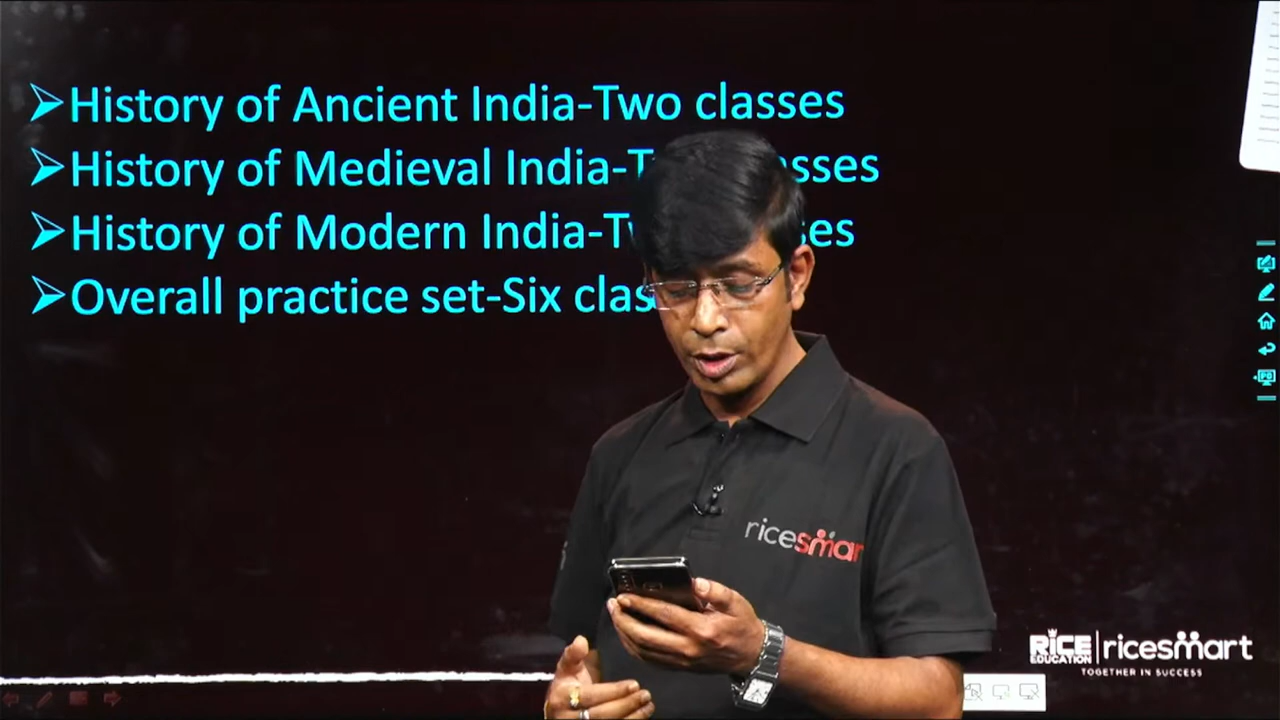 History of Ancient India-Two classes
History of Medieval India-
History of Modern India-
Overall practice set-Six
ricesmar
RICE EDUCATION
ricesmart
TOGETHER IN SUCCESS